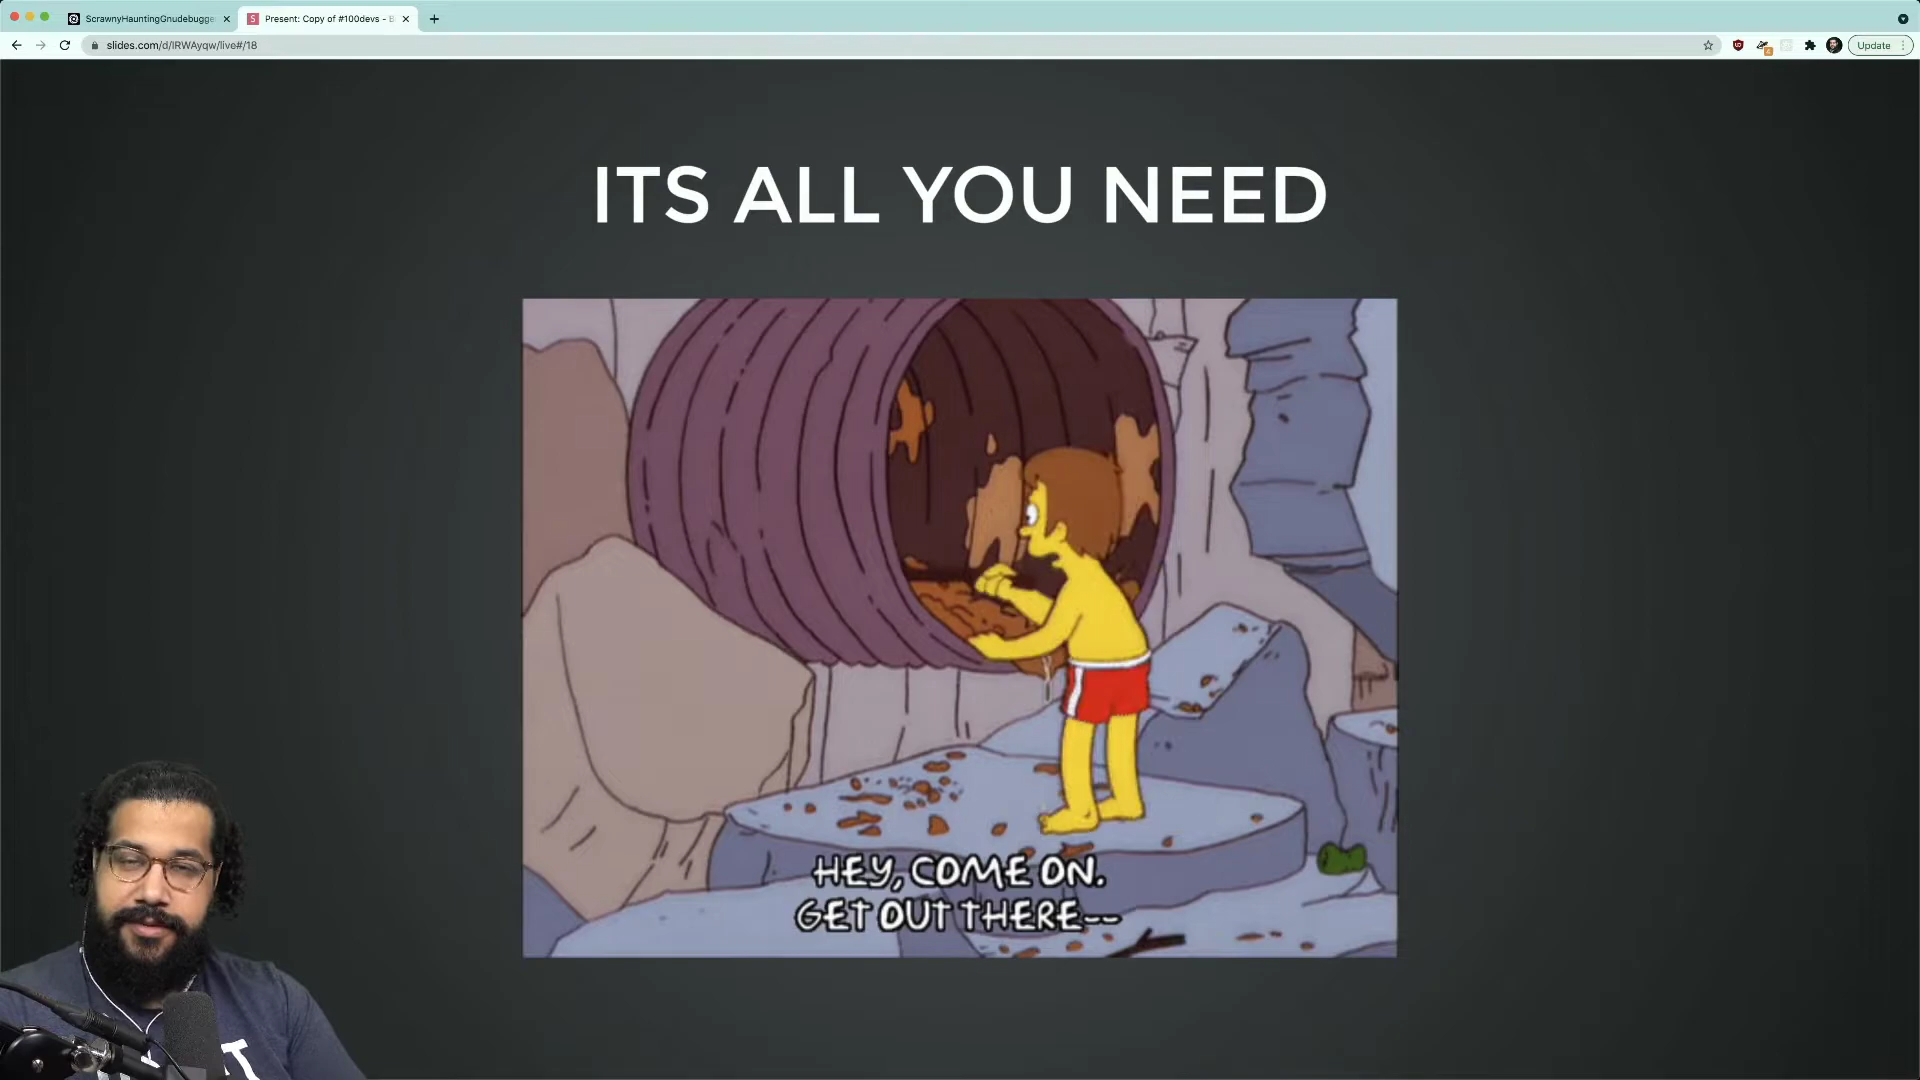 ScrawnyHauntingGnudebugge
Present: Copy of #100devs - B
slides.com/d/IRWAyqw/live#/18
Update
ITS ALL YOU NEED
HEY, COME ON.
GET OUT THERE--